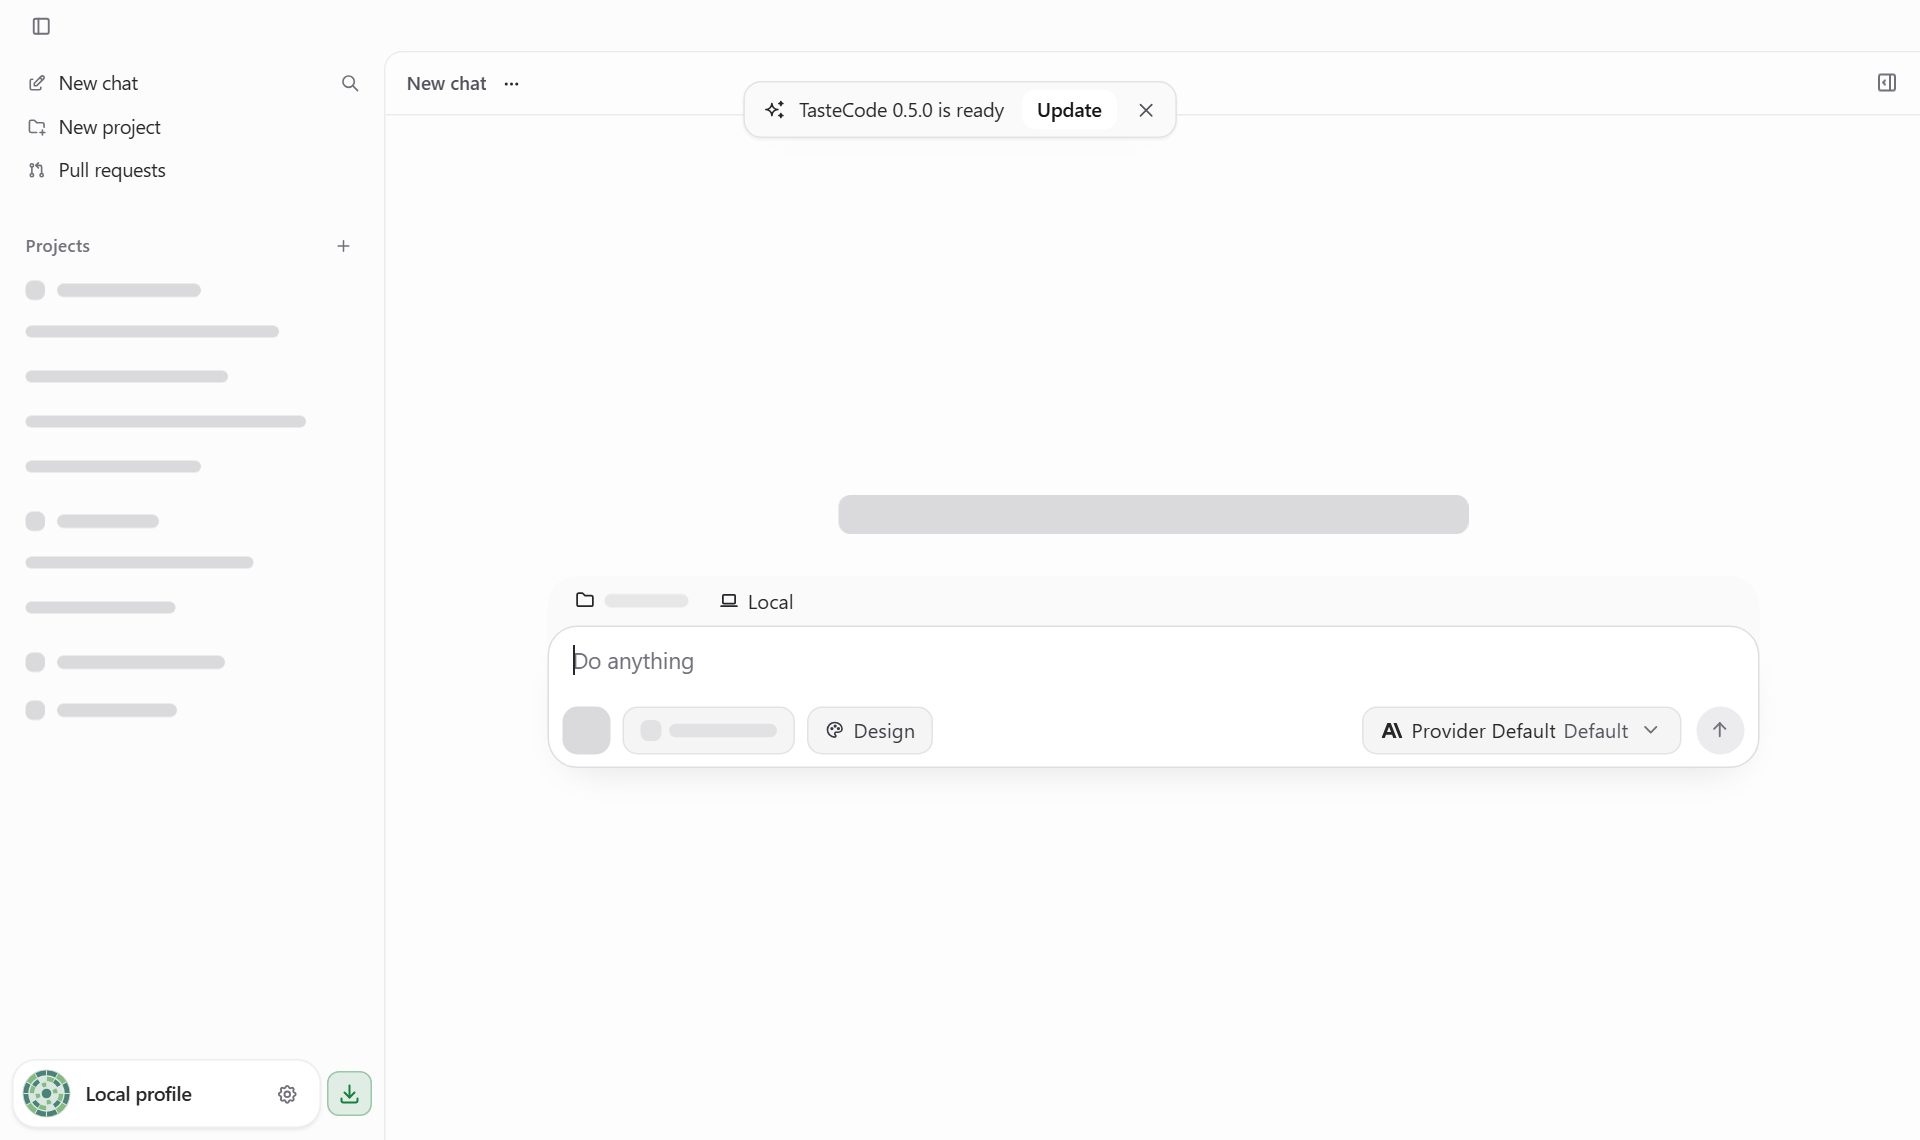 New chat
New project
Pull requests
Projects
New chat
TasteCode 0.5.0 is ready Update
Local
Do anything
Design
Provider Default Default
Local profile